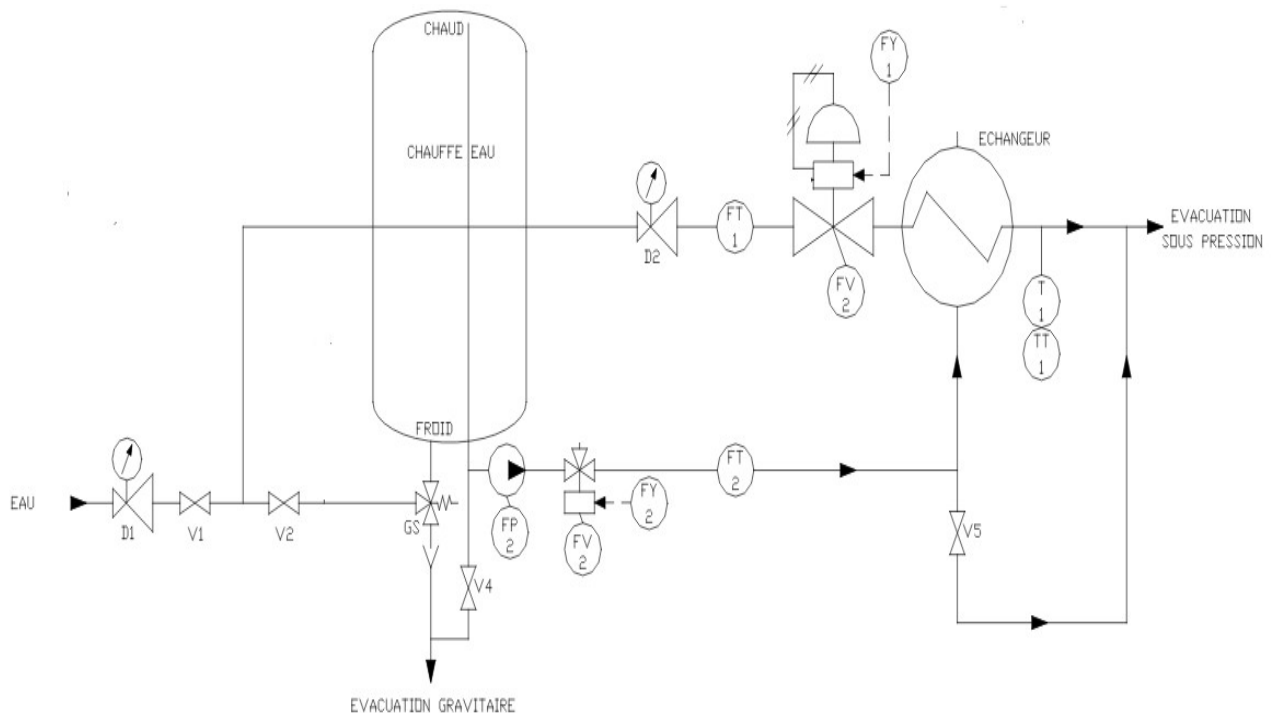 CHAUD
FY
1
CHAUFFE EAU
ECHANGEUR
D2
FT
1
FV
2
EVACUATION
SOUS PRESSION
T
1
TT
1
FROID
EAU
D1
V1
V2
GS
FP
2
FV
2
FY
2
FT
2
V4
V5
EVACUATION GRAVITAIRE